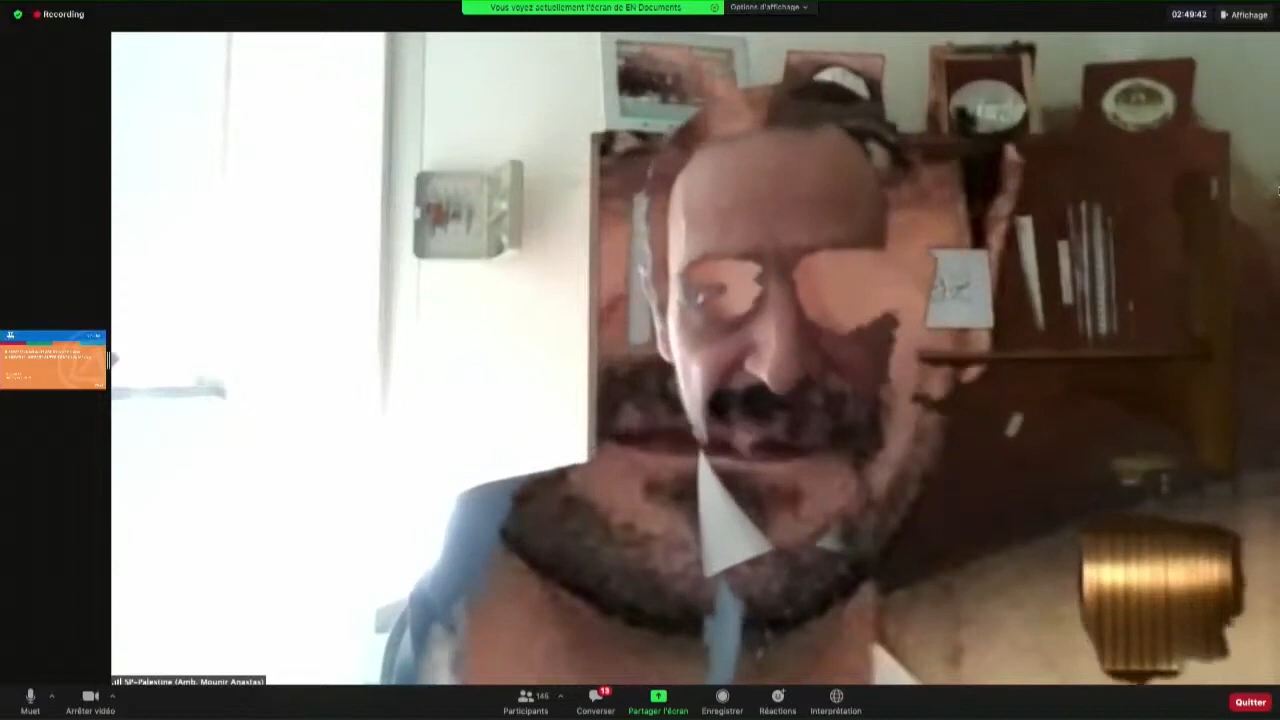 Recording
Vous voyez actuellement l'écran de EN Documents
Options d'affichage
02:49:42
Affichage
SP-Palestine (Amb. Mounir Anastas)
Muet
Arrêter vidéo
146
Participants
13
Converser
Partager l'écran
Enregistrer
Réactions
Interprétation
Quitter